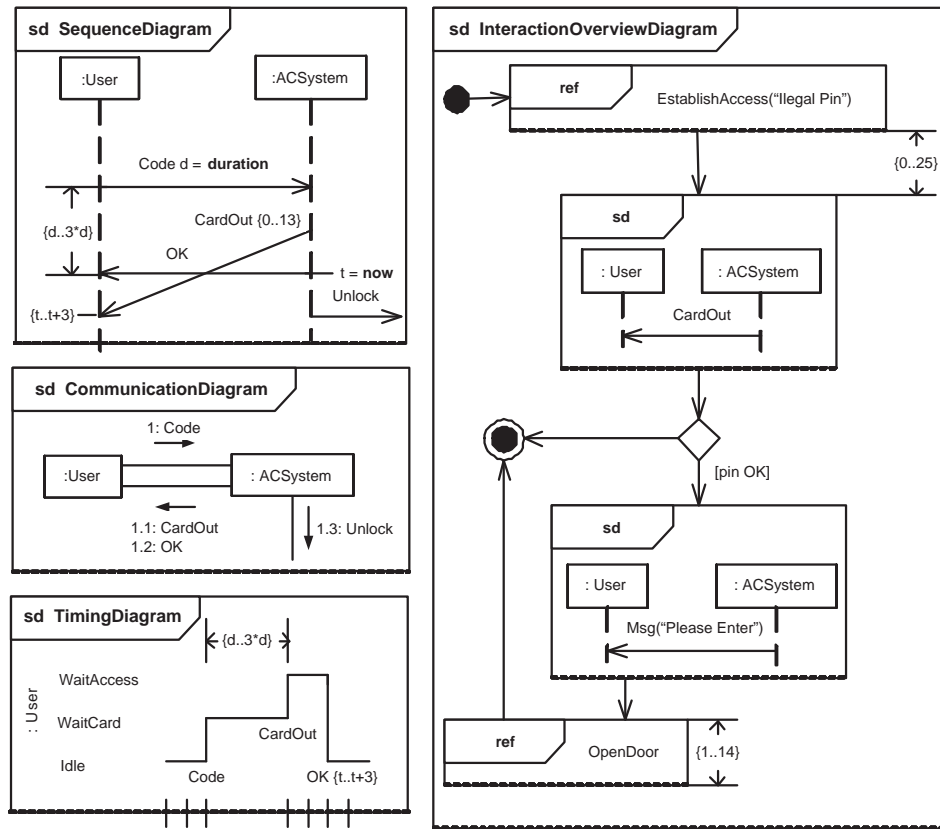 sd SequenceDiagram
:User
:ACSystem
Code d = duration
{d..3*d}
CardOut {0..13}
OK
t = now
Unlock
{t..t+3}
sd CommunicationDiagram
1: Code
:User
: ACSystem
1.1: CardOut
1.2: OK
1.3: Unlock
sd TimingDiagram
{d..3*d}
: User
WaitAccess
WaitCard
CardOut
Idle
Code
OK {t..t+3}
sd InteractionOverviewDiagram
ref
EstablishAccess(“Ilegal Pin”)
{0..25}
sd
: User
: ACSystem
CardOut
[pin OK]
sd
: User
: ACSystem
Msg(“Please Enter”)
ref
OpenDoor
{1..14}